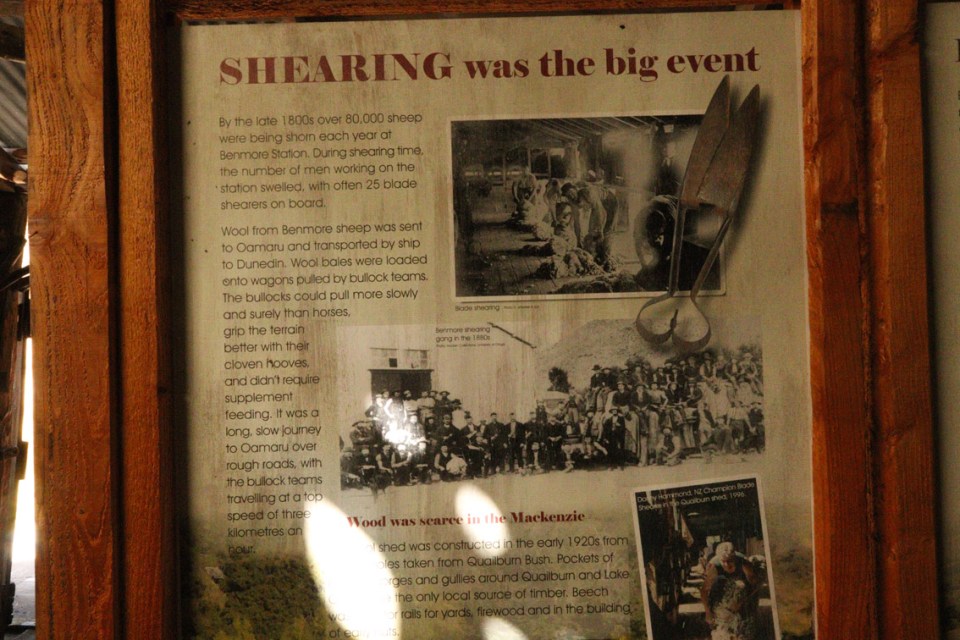 SHEARING was the big event
By the late 1800s over 80,000 sheep
were being shorn each year at
Benmore Station. During shearing time,
the number of men working on the
station swelled, with often 25 blade
shearers on board.
Wool from Benmore sheep was sent
to Oamaru and transported by ship
to Dunedin. Wool bales were loaded
onto wagons pulled by bullock teams.
The bullocks could pull more slowly
and surely than horses,
grip the terrain
better with their
cloven hooves,
and didn't require
supplement
feeding. It was a
long, slow journey
to Oamaru over
rough roads, with
the bullock teams
travelling at a top
speed of three
kilometres an
hour.
Blade shearing
Benmore shearing
gang in the 1880s
Wood was scarce in the Mackenzie
shed was constructed in the early 1920s from
taken from Quailburn Bush. Pockets of
and gullies around Quailburn and Lake
the only local source of timber. Beech
rails for yards, firewood and in the building
of early huts.
Donny Hammond, NZ Champion Blade
Shearer in the Quailburn shed, 1996.